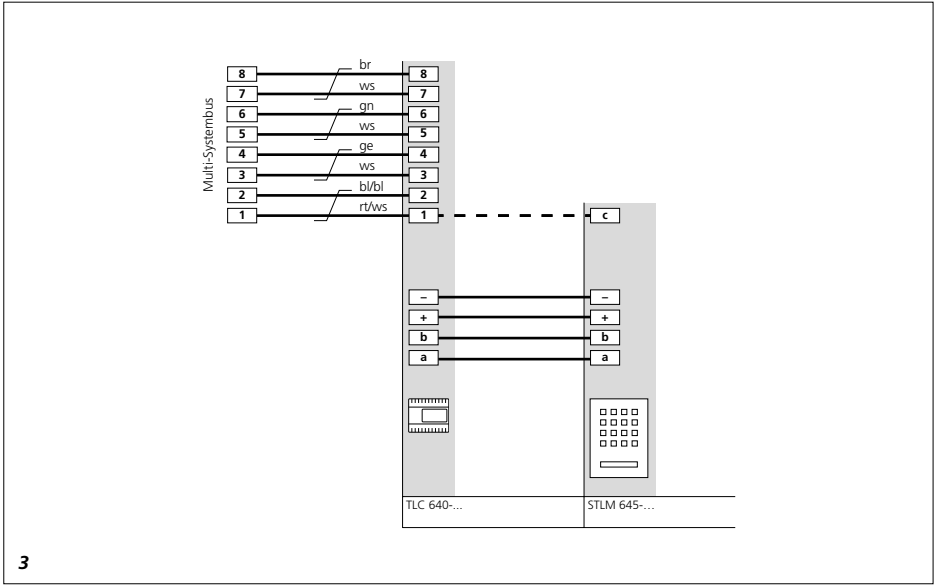 Multi-Systembus
8 br 8
7 ws 7
6 gn 6
5 ws 5
4 ge 4
3 ws 3
2 bl/bl 2
1 rt/ws 1 c
– –
+ +
b b
a a
TLC 640-... STLM 645-...
3